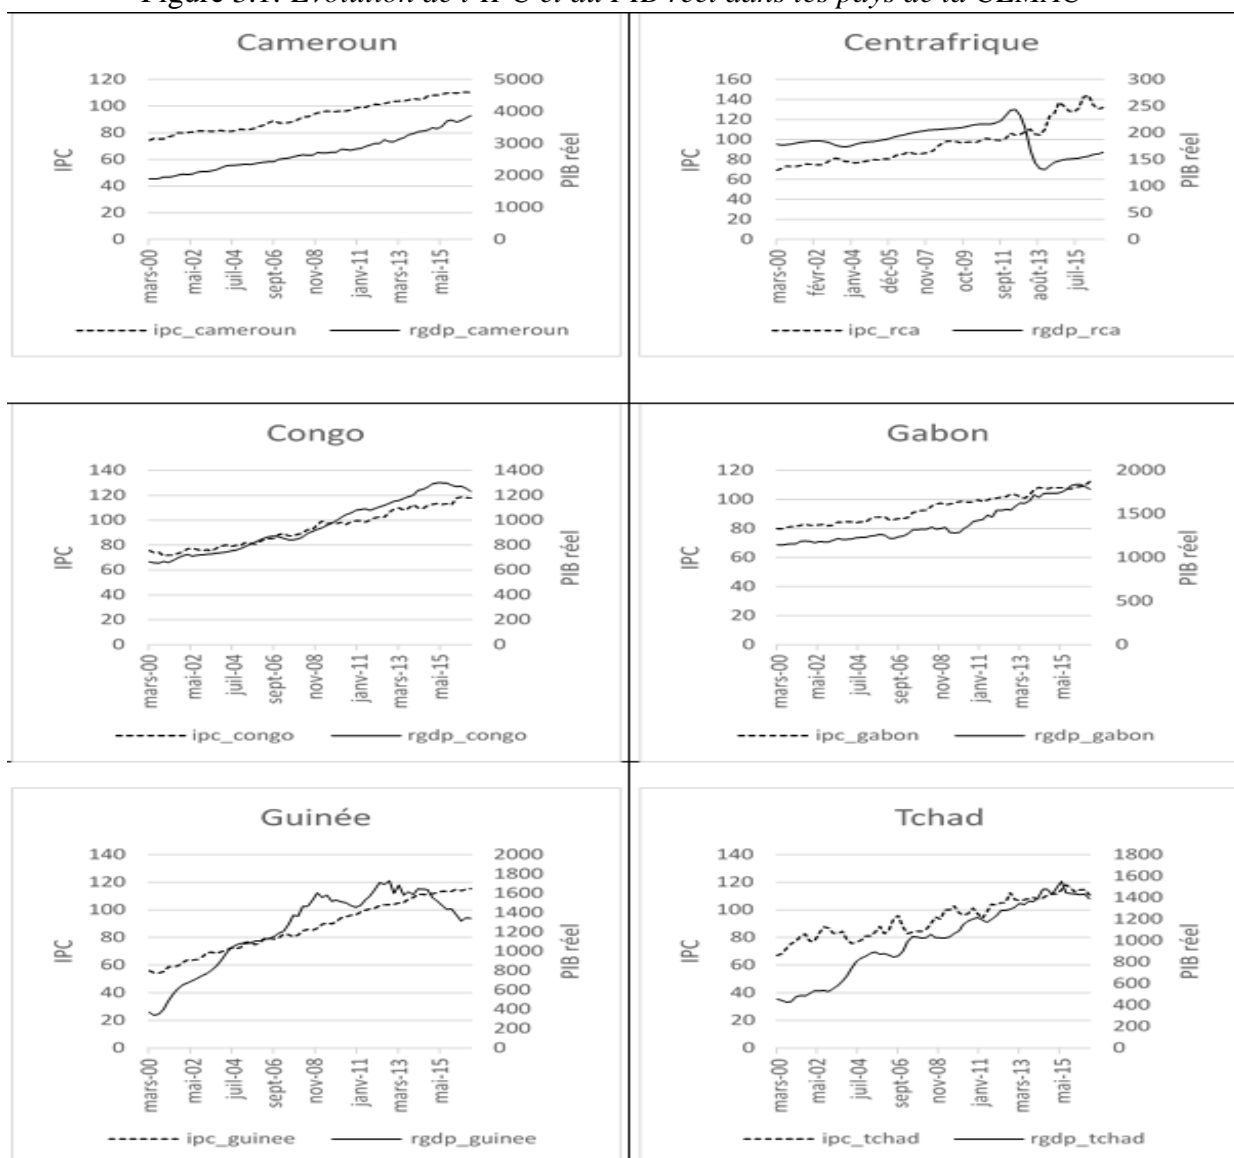 Figure 3.1. Evolution de l'IPC et du PIB réel dans les pays de la CEMAC
Cameroun
IPC
120
100
80
60
40
20
0
5000
4000
3000
2000
1000
0
PIB réel
mars-00
mai-02
juil-04
sept-06
nov-08
janv-11
mars-13
mai-15
ipc_cameroun
rgdp_cameroun
Centrafrique
IPC
160
140
120
100
80
60
40
20
0
300
250
200
150
100
50
0
PIB réel
mars-00
févr-02
janv-04
déc-05
nov-07
oct-09
sept-11
août-13
juil-15
ipc_rca
rgdp_rca
Congo
IPC
140
120
100
80
60
40
20
0
1400
1200
1000
800
600
400
200
0
PIB réel
mars-00
mai-02
juil-04
sept-06
nov-08
janv-11
mars-13
mai-15
ipc_congo
rgdp_congo
Gabon
IPC
120
100
80
60
40
20
0
2000
1500
1000
500
0
PIB réel
mars-00
mai-02
juil-04
sept-06
nov-08
janv-11
mars-13
mai-15
ipc_gabon
rgdp_gabon
Guinée
IPC
140
120
100
80
60
40
20
0
2000
1800
1600
1400
1200
1000
800
600
400
200
0
PIB réel
mars-00
mai-02
juil-04
sept-06
nov-08
janv-11
mars-13
mai-15
ipc_guinee
rgdp_guinee
Tchad
IPC
140
120
100
80
60
40
20
0
1800
1600
1400
1200
1000
800
600
400
200
0
PIB réel
mars-00
mai-02
juil-04
sept-06
nov-08
janv-11
mars-13
mai-15
ipc_tchad
rgdp_tchad